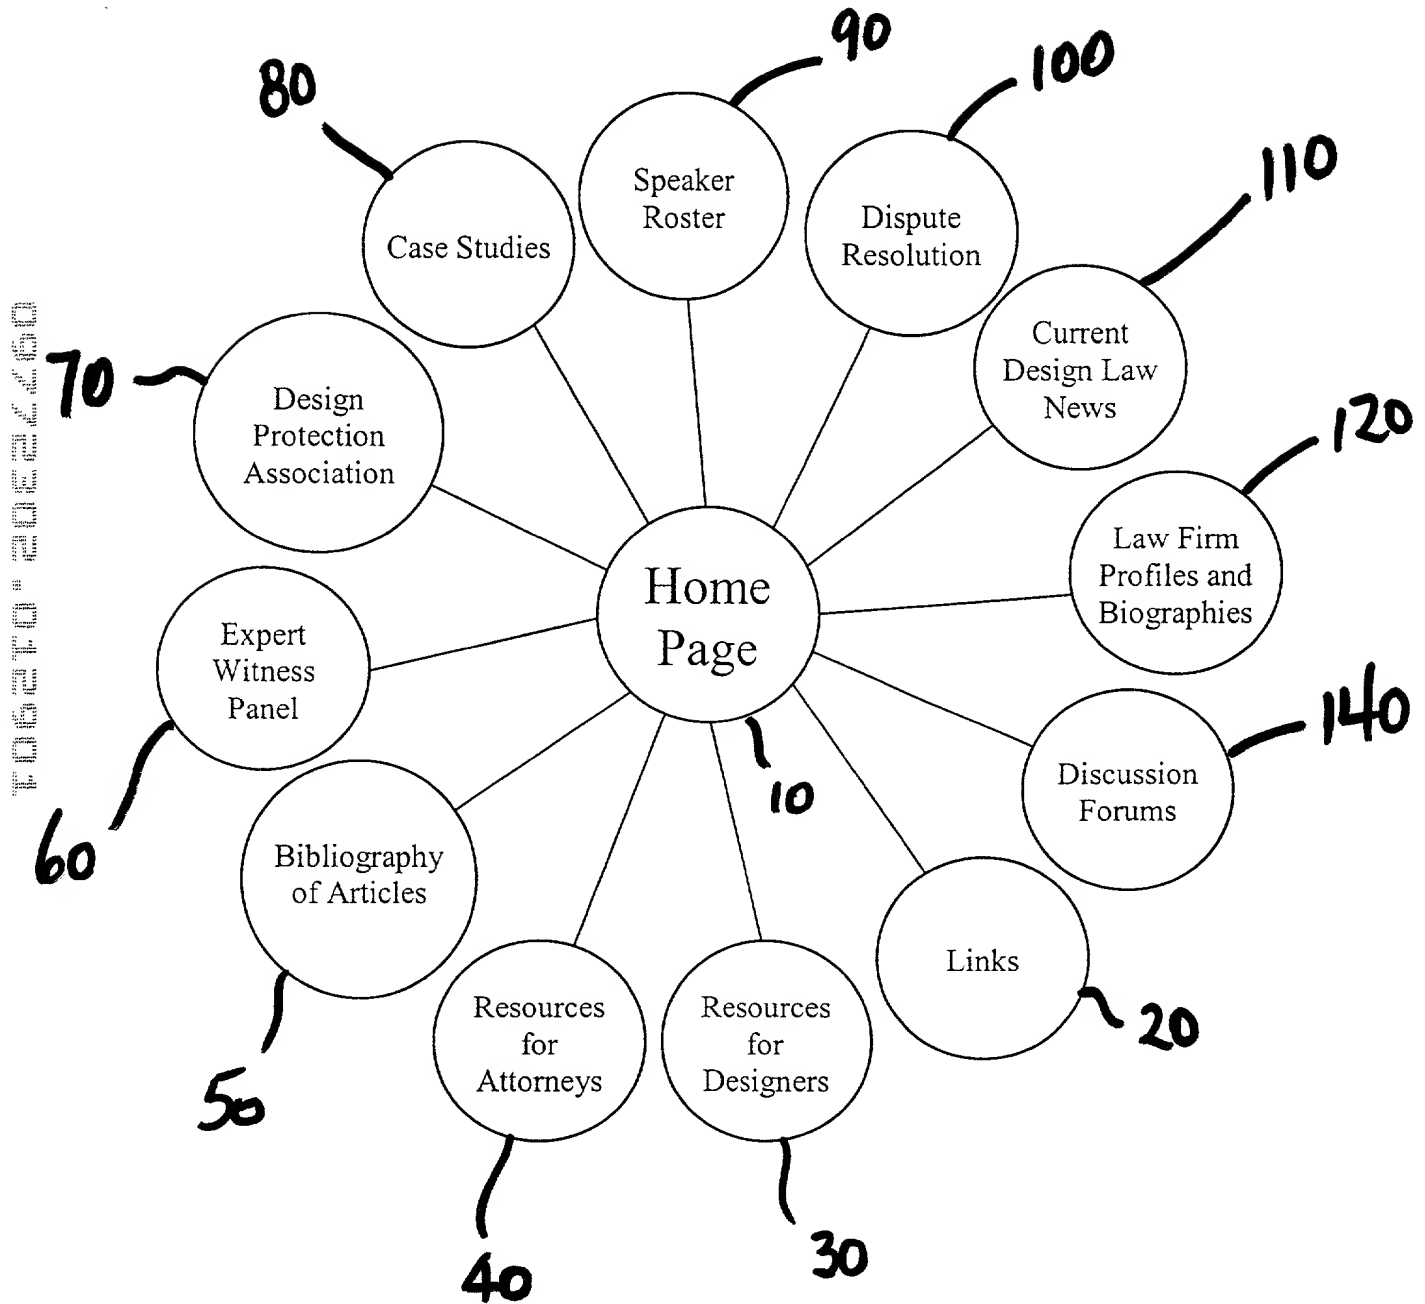 90
100
80
110
Speaker
Roster
Dispute
Resolution
Case Studies
Current
Design Law
News
70
Design
Protection
Association
120
Law Firm
Profiles and
Biographies
Home
Page
Expert
Witness
Panel
140
Discussion
Forums
10
60
Bibliography
of Articles
Links
20
Resources
for
Attorneys
Resources
for
Designers
50
40
30
09772302.012901